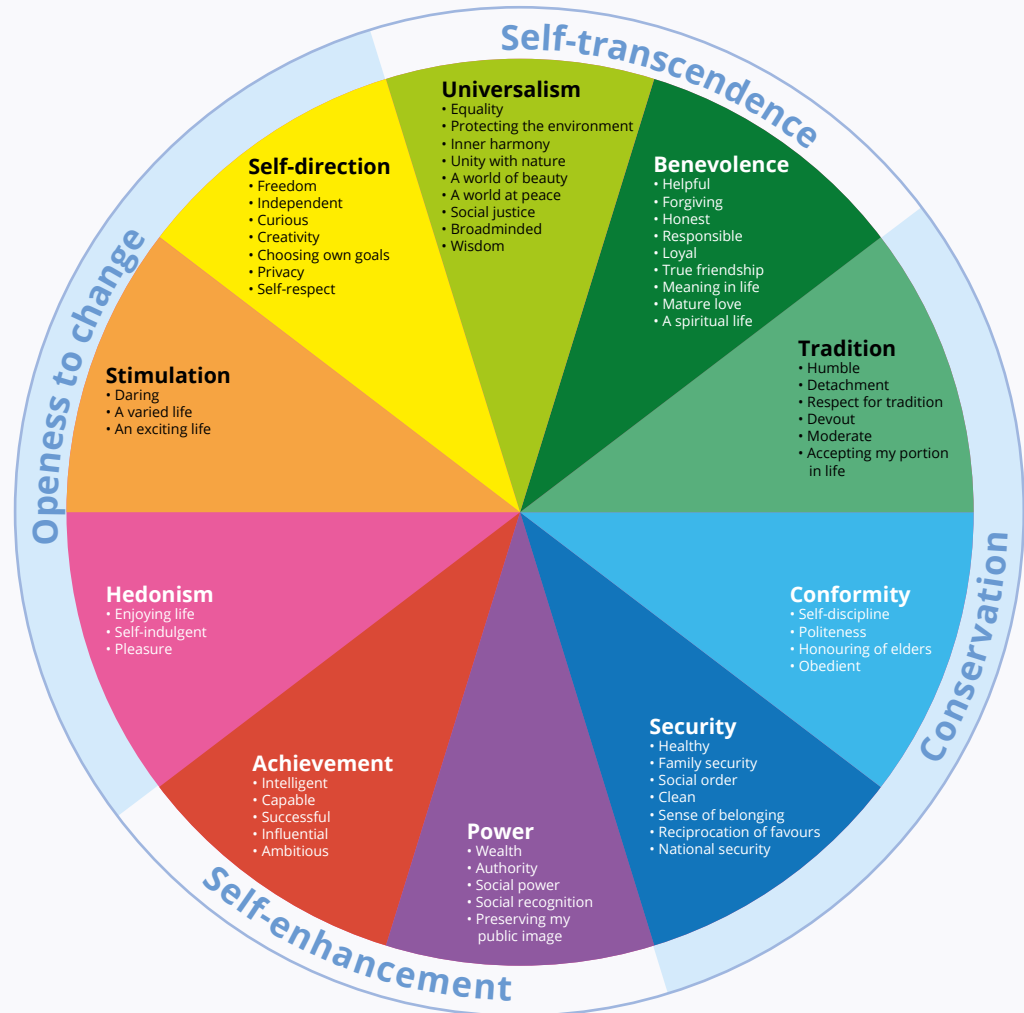 Self-transcendence
Universalism
• Equality
• Protecting the environment
• Inner harmony
• Unity with nature
• A world of beauty
• A world at peace
• Social justice
• Broadminded
• Wisdom
Benevolence
• Helpful
• Forgiving
• Honest
• Responsible
• Loyal
• True friendship
• Meaning in life
• Mature love
• A spiritual life
Conservation
Tradition
• Humble
• Detachment
• Respect for tradition
• Devout
• Moderate
• Accepting my portion
in life
Conformity
• Self-discipline
• Politeness
• Honouring of elders
• Obedient
Security
• Healthy
• Family security
• Social order
• Clean
• Sense of belonging
• Reciprocation of favours
• National security
Self-enhancement
Power
• Wealth
• Authority
• Social power
• Social recognition
• Preserving my
public image
Achievement
• Intelligent
• Capable
• Successful
• Influential
• Ambitious
Openess to change
Hedonism
• Enjoying life
• Self-indulgent
• Pleasure
Stimulation
• Daring
• A varied life
• An exciting life
Self-direction
• Freedom
• Independent
• Curious
• Creativity
• Choosing own goals
• Privacy
• Self-respect